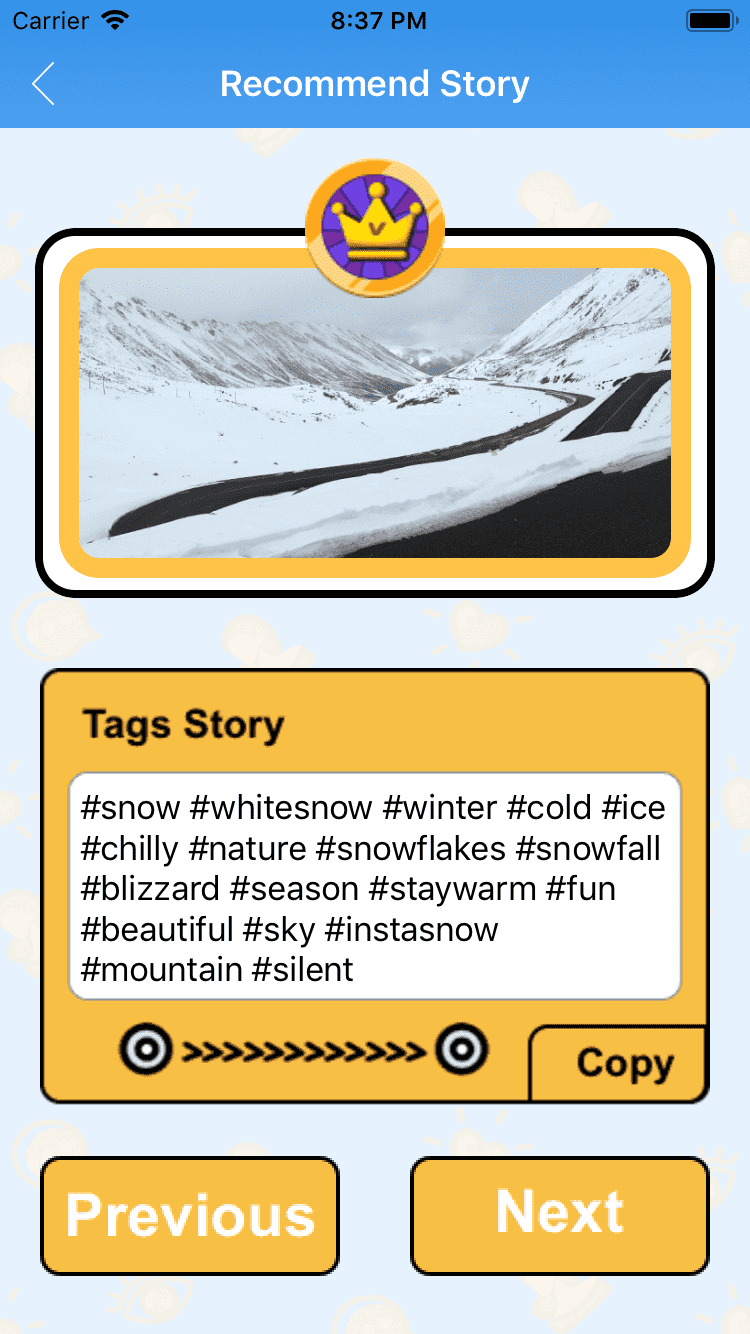 Carrier 8:37 PM
Recommend Story
Tags Story
#snow #whitesnow #winter #cold #ice
#chilly #nature #snowflakes #snowfall
#blizzard #season #staywarm #fun
#beautiful #sky #instasnow
#mountain #silent
>>>>>>>>>>>>
Copy
Previous Next